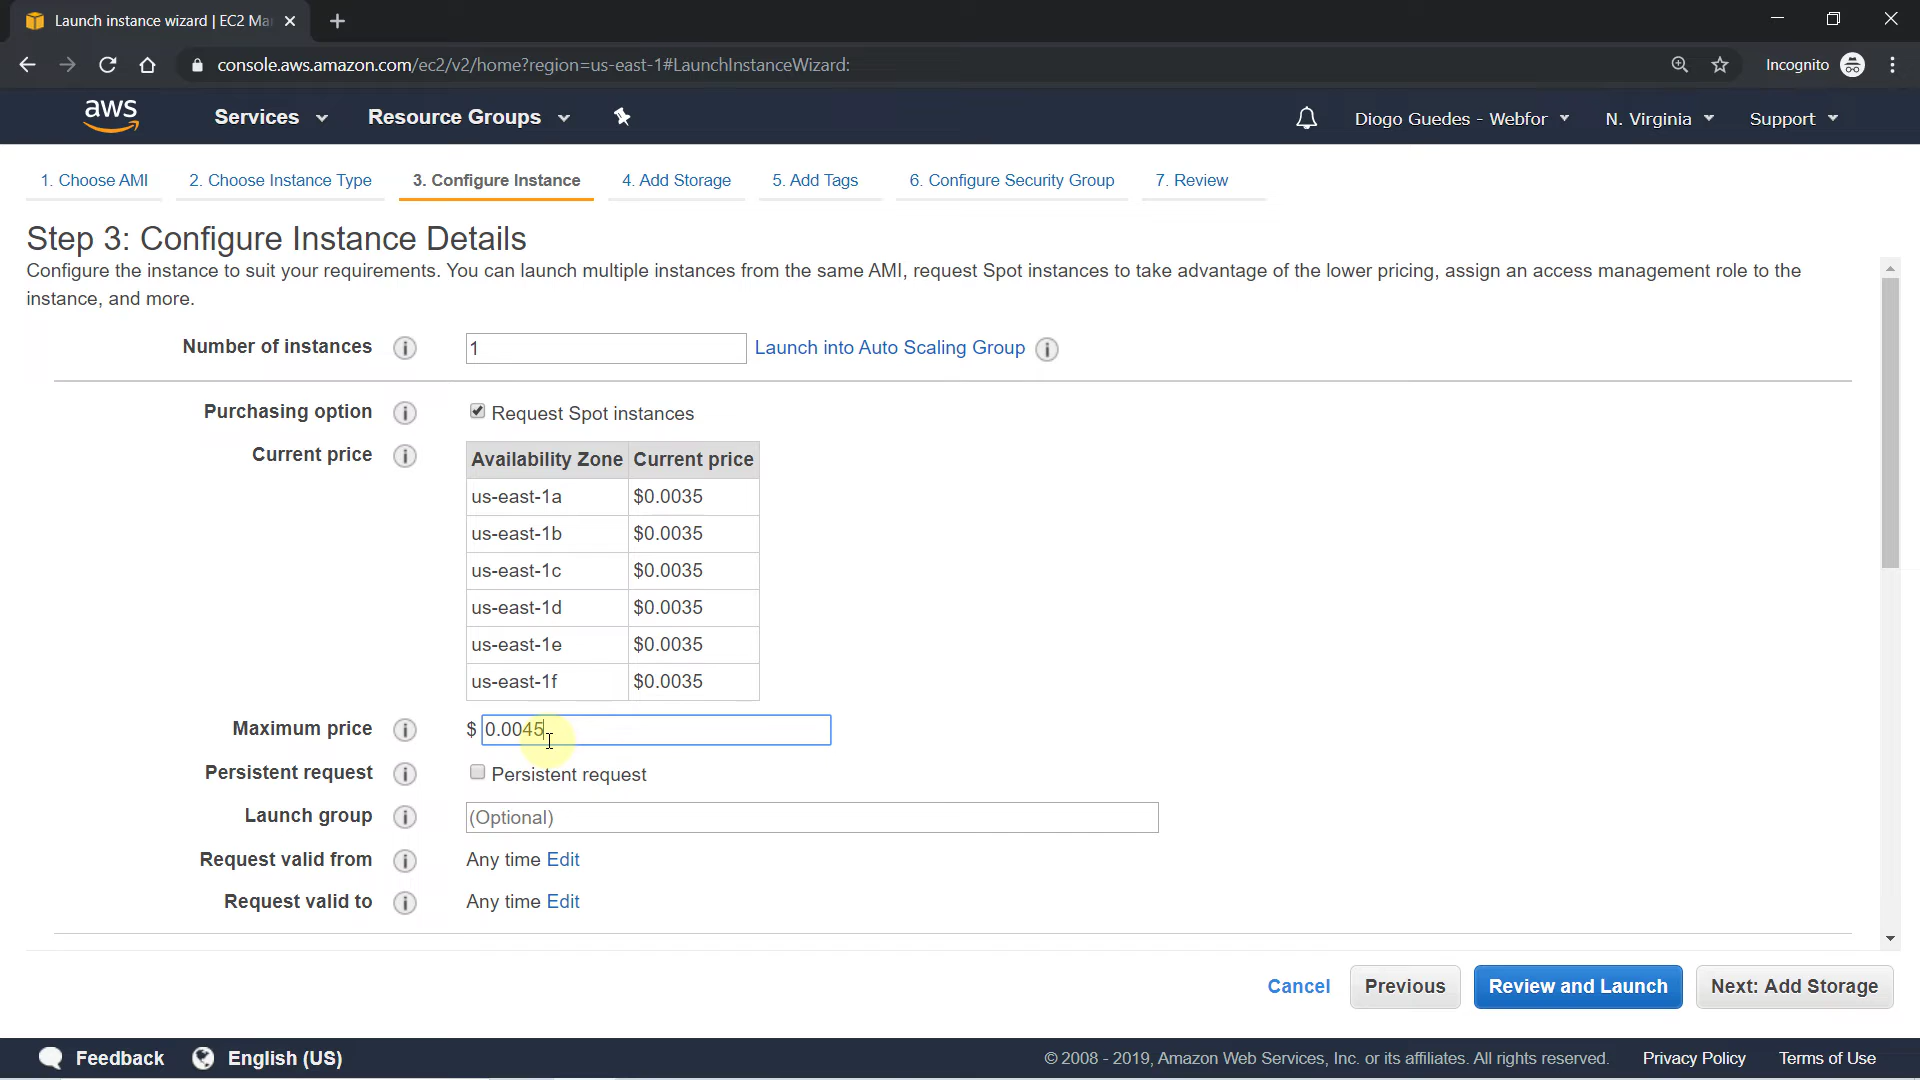 Launch instance wizard | EC2 Ma
console.aws.amazon.com/ec2/v2/home?region=us-east-1#LaunchInstanceWizard:
Incognito
aws
Services
Resource Groups
Diogo Guedes - Webfor
N. Virginia
Support
1. Choose AMI
2. Choose Instance Type
3. Configure Instance
4. Add Storage
5. Add Tags
6. Configure Security Group
7. Review
Step 3: Configure Instance Details
Configure the instance to suit your requirements. You can launch multiple instances from the same AMI, request Spot instances to take advantage of the lower pricing, assign an access management role to the
instance, and more.
Number of instances
1
Launch into Auto Scaling Group
Purchasing option
Request Spot instances
Current price
Availability Zone Current price
us-east-1a $0.0035
us-east-1b $0.0035
us-east-1c $0.0035
us-east-1d $0.0035
us-east-1e $0.0035
us-east-1f $0.0035
Maximum price
$ 0.0045
Persistent request
Persistent request
Launch group
(Optional)
Request valid from
Any time Edit
Request valid to
Any time Edit
Cancel
Previous
Review and Launch
Next: Add Storage
Feedback
English (US)
© 2008 - 2019, Amazon Web Services, Inc. or its affiliates. All rights reserved.
Privacy Policy
Terms of Use